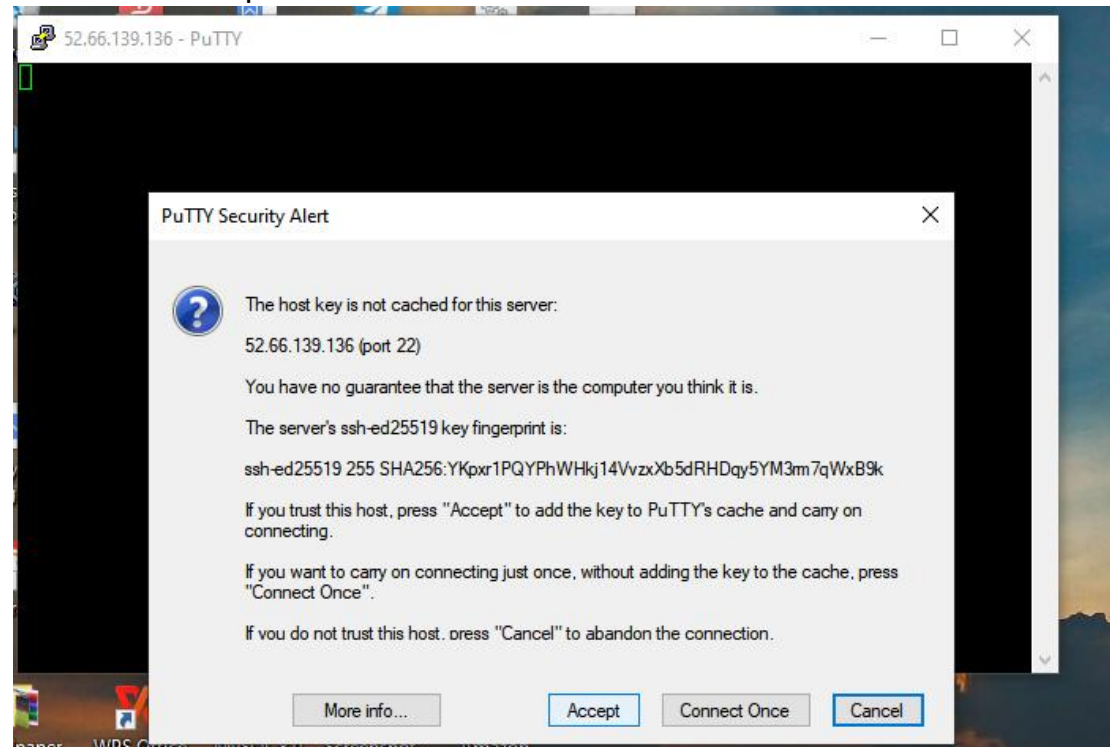 52.66.139.136 - PuTTY
PuTTY Security Alert
The host key is not cached for this server:
52.66.139.136 (port 22)
You have no guarantee that the server is the computer you think it is.
The server's ssh-ed25519 key fingerprint is:
ssh-ed25519 255 SHA256:YKpxr1PQYPhWHkj14VvzxXb5dRHDqy5YM3rm7qWxB9k
If you trust this host, press "Accept" to add the key to PuTTY's cache and carry on
connecting.
If you want to carry on connecting just once, without adding the key to the cache, press
"Connect Once".
If you do not trust this host, press "Cancel" to abandon the connection.
More info...
Accept
Connect Once
Cancel